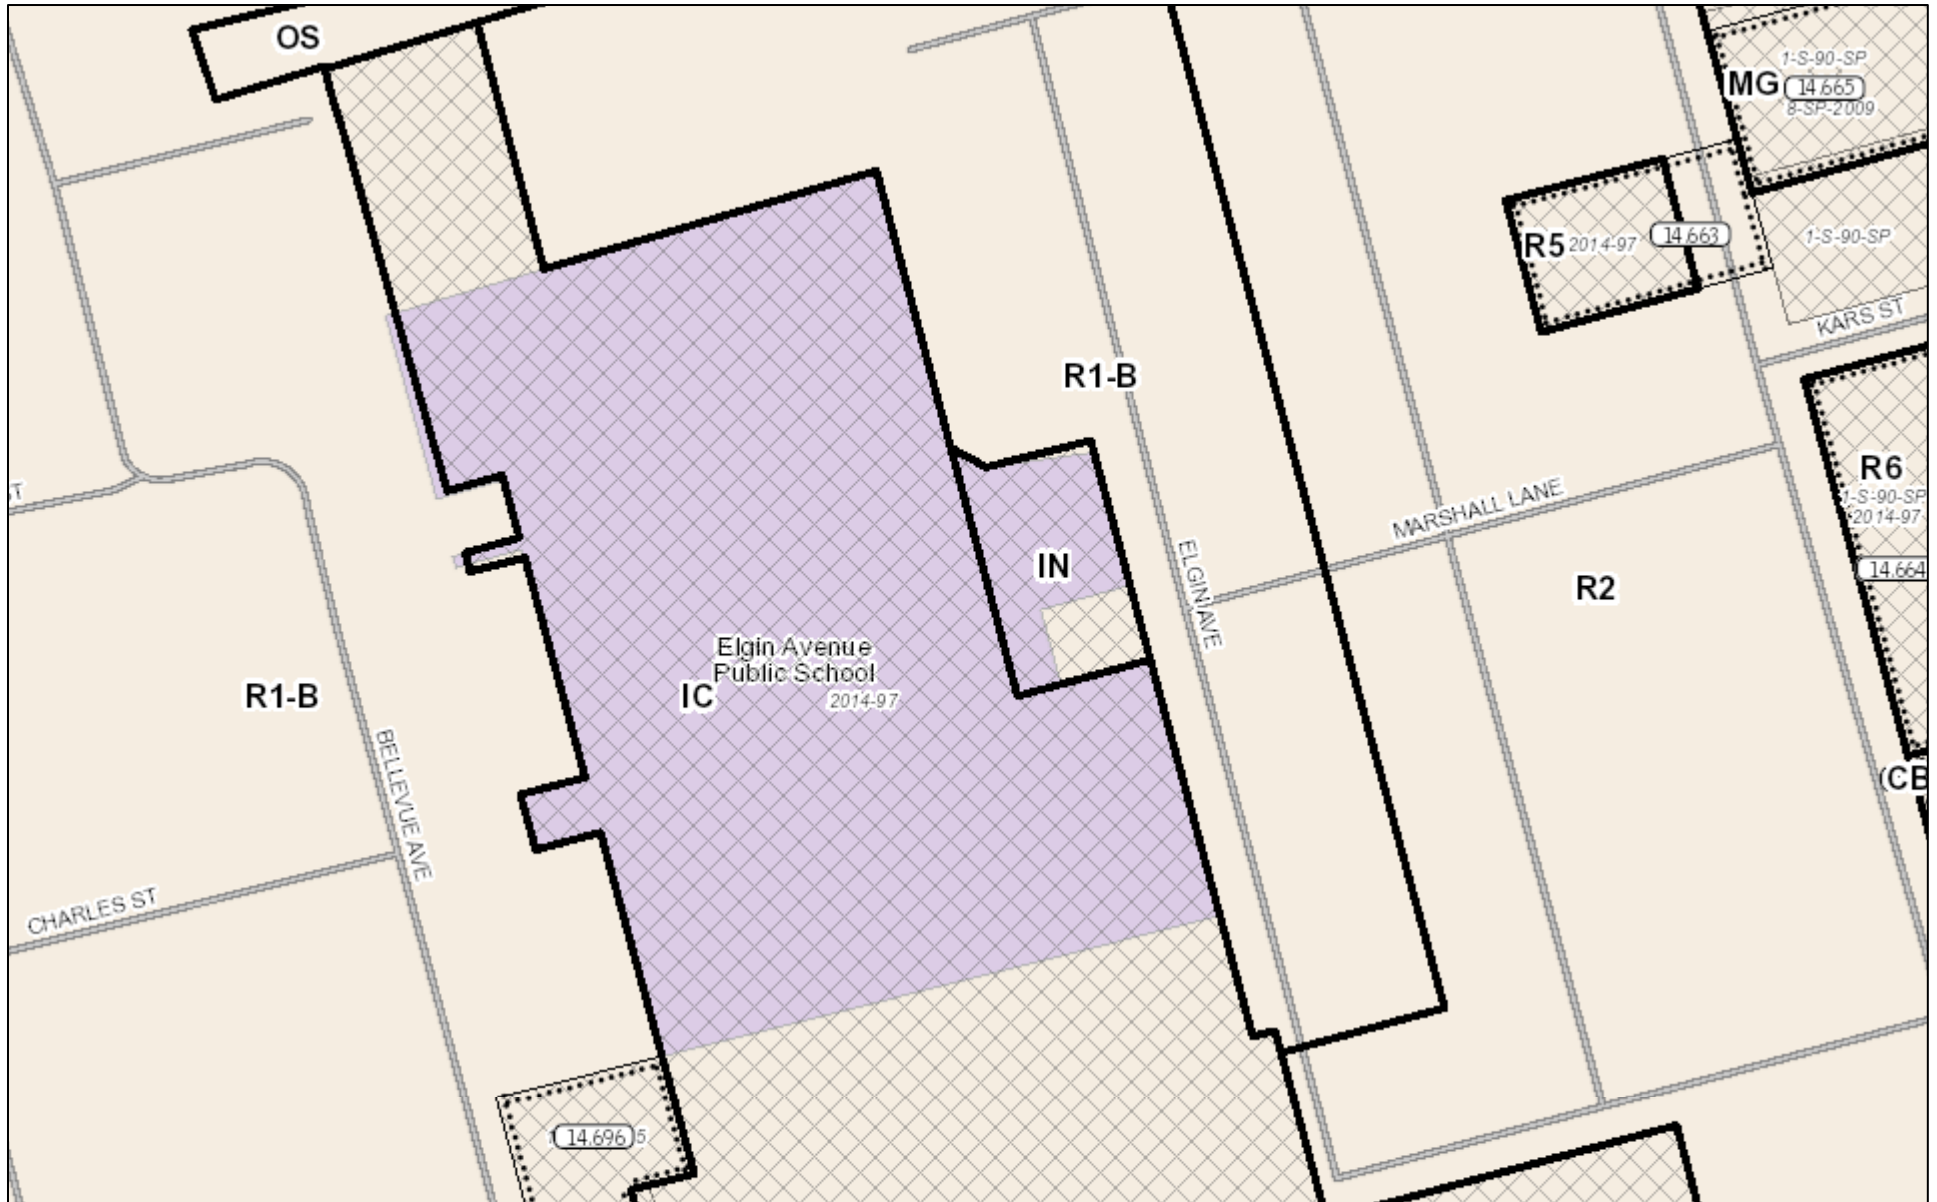 OS
1-S-90-SP
MG
14.665
8-SP-2009
R5
2014-97
14.663
1-S-90-SP
KARS ST
R1-B
R6
1-S-90-SP
2014-97
14.664
ST
MARSHALL LANE
IN
ELGIN AVE
R2
Elgin Avenue
Public School
IC
2014-97
R1-B
BELLEVUE AVE
(CB
CHARLES ST
14.696